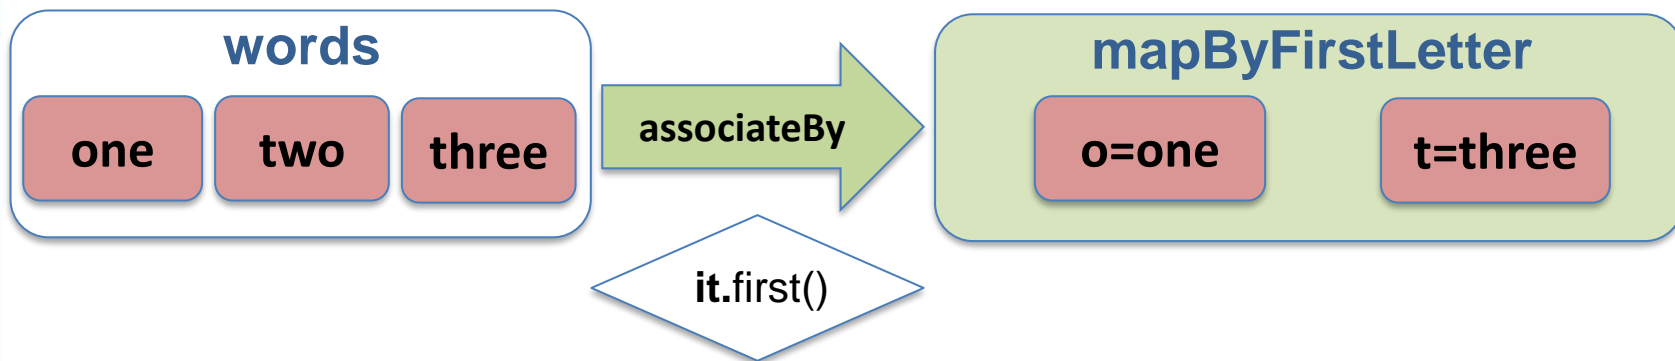 words
one
two
three
associateBy
it.first()
mapByFirstLetter
o=one
t=three